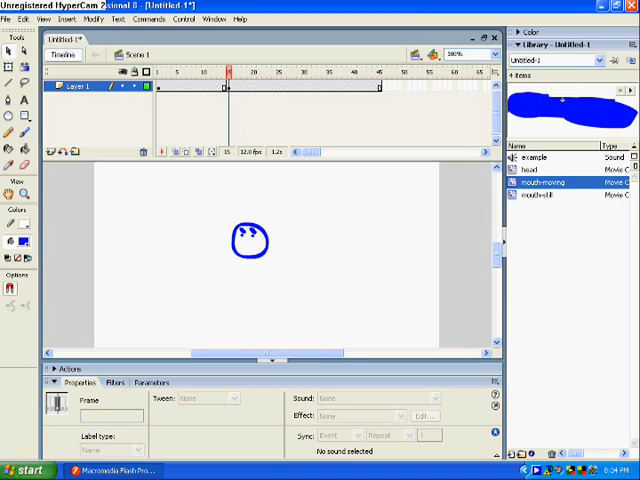 Unregistered HyperCam 2
sional 8 - [Untitled-1*]
File Edit View Insert Modify Text Commands Control Window Help
Tools
View
Colors
Options
Untitled-1*
Timeline
Scene 1
100%
1 5 10 15 20 25 30 35 40 45 50 55 60 65
Layer 1
15 12.0 fps 1.2s
Actions
Properties Filters Parameters
Frame
Tween: None
Label type:
Name
Sound: None
Effect: None Edit...
Sync: Event Repeat 1
No sound selected
Color
Library - Untitled-1
Untitled-1
4 items
Name Type
example Sound
head Movie C
mouth-moving Movie C
mouth-still Movie C
start
Macromedia Flash Pro...
8:34 PM